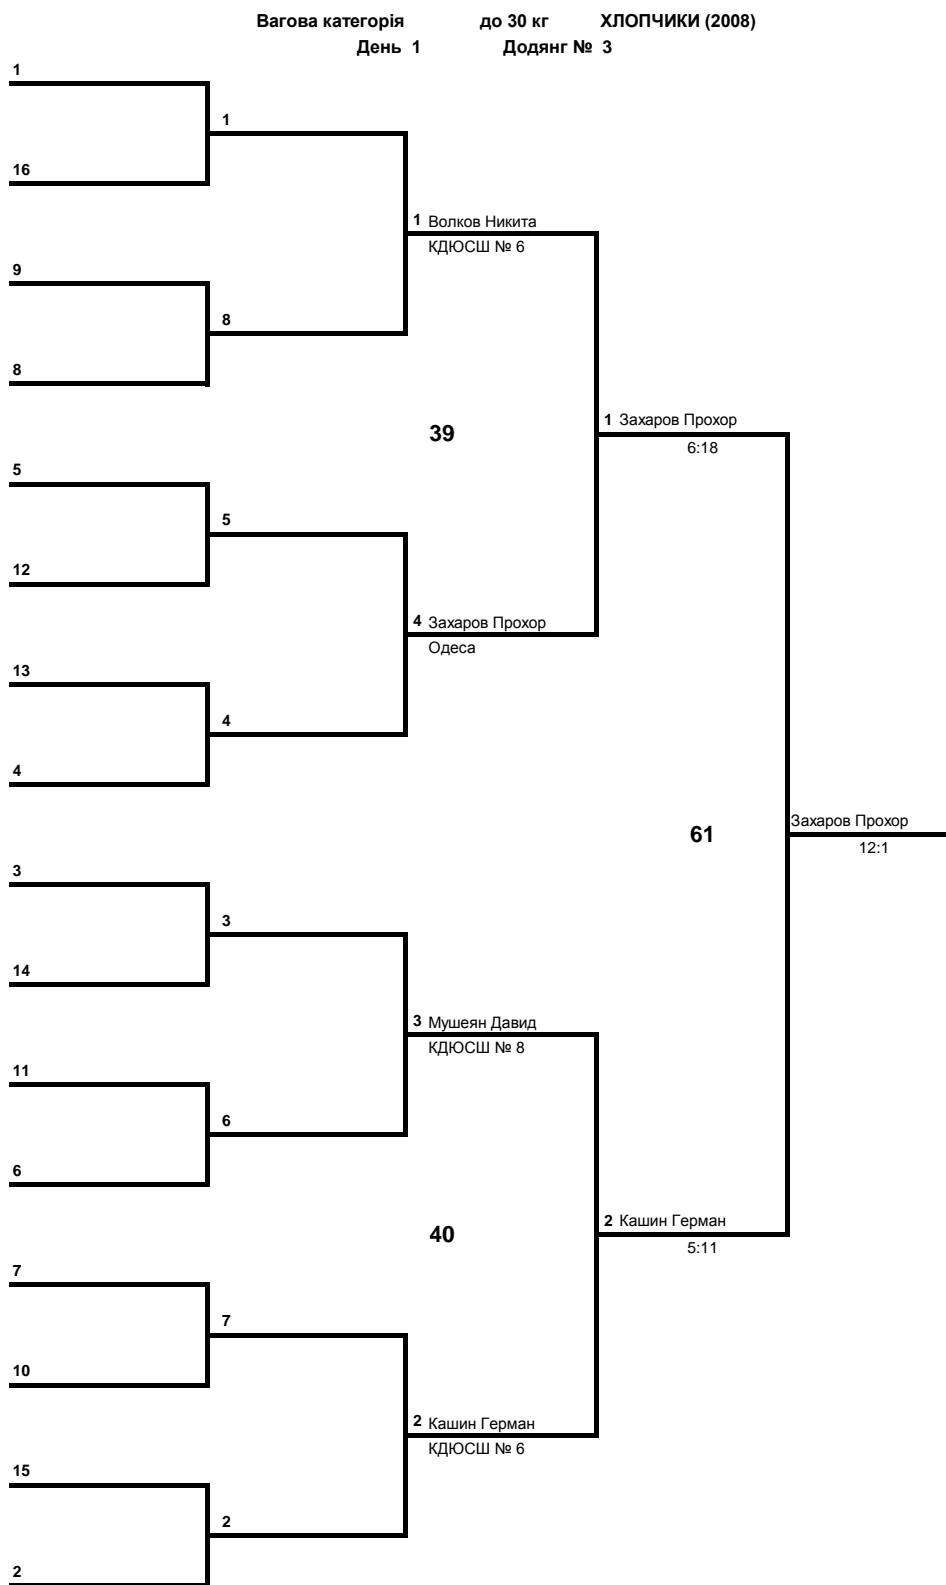 Вагова категорія до 30 кг ХЛОПЧИКИ (2008)
День 1 Додянг № 3
1
1
16
1 Волков Никита
КДЮСШ № 6
9
8
8
1 Захаров Прохор
39
6:18
5
5
12
4 Захаров Прохор
Одеса
13
4
4
Захаров Прохор
61
12:1
3
3
14
3 Мушеян Давид
КДЮСШ № 8
11
6
6
2 Кашин Герман
40
5:11
7
7
10
2 Кашин Герман
КДЮСШ № 6
15
2
2